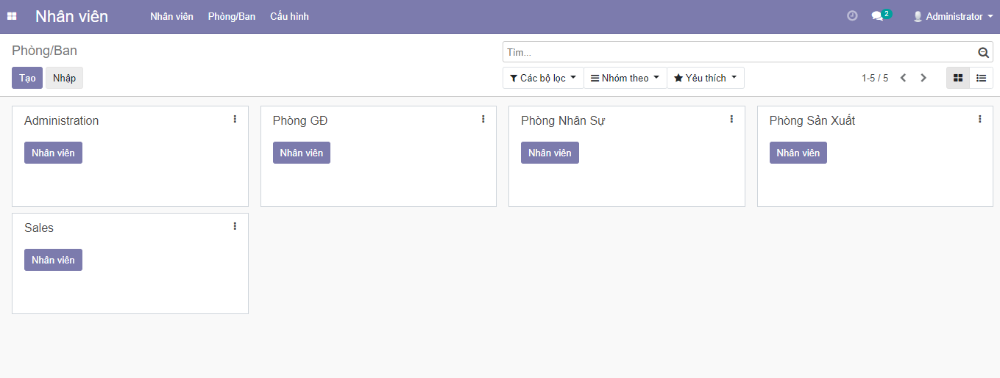 Nhân viên Nhân viên Phòng/Ban Cấu hình 2 Administrator
Phòng/Ban Tìm...
Tạo Nhập Các bộ lọc Nhóm theo Yêu thích 1-5 / 5
Administration Phòng GĐ Phòng Nhân Sự Phòng Sản Xuất
Nhân viên Nhân viên Nhân viên Nhân viên
Sales
Nhân viên